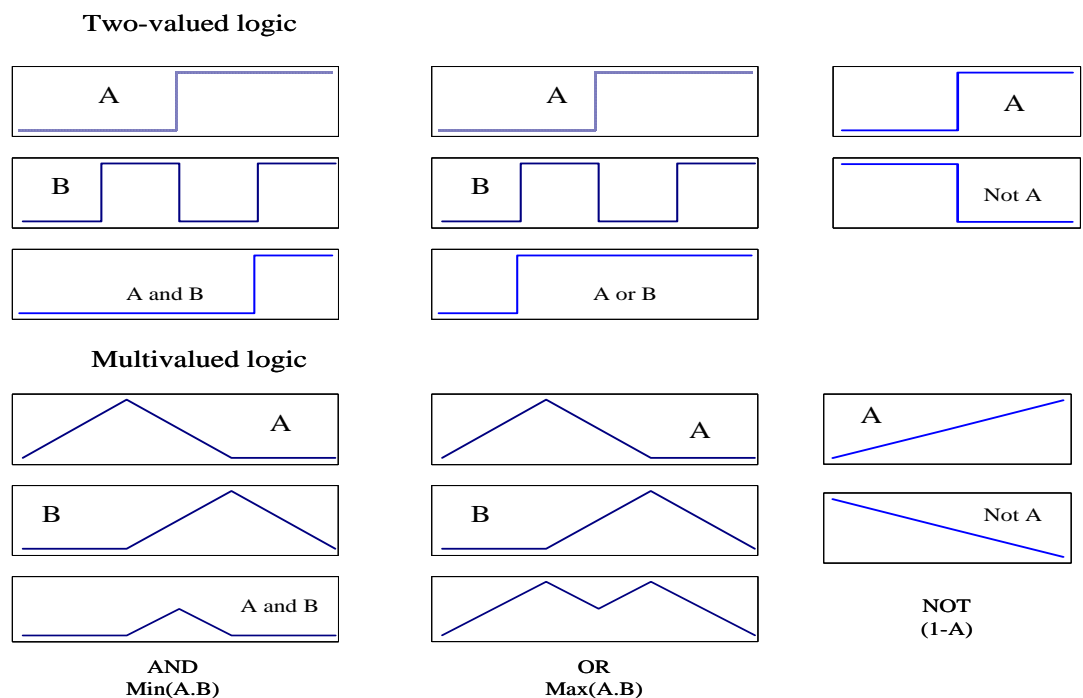 Two-valued logic
A
A
A
B
B
Not A
A and B
A or B
Multivalued logic
A
A
A
B
B
Not A
A and B
NOT
(1-A)
AND
Min(A.B)
OR
Max(A.B)